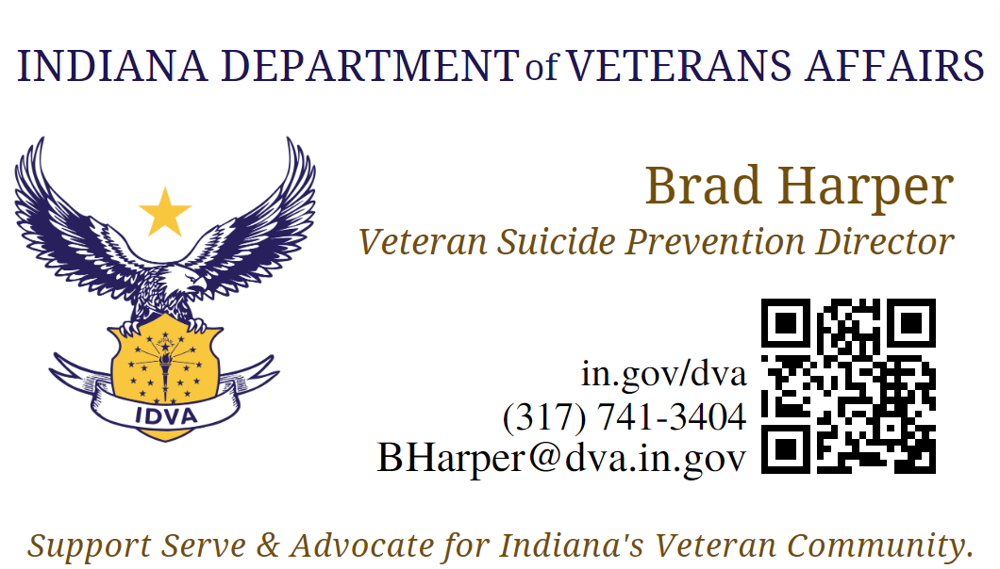 INDIANA DEPARTMENT of VETERANS AFFAIRS
Brad Harper
Veteran Suicide Prevention Director
INDIANA
IDVA
in.gov/dva
(317) 741-3404
BHarper@dva.in.gov
Support Serve & Advocate for Indiana's Veteran Community.